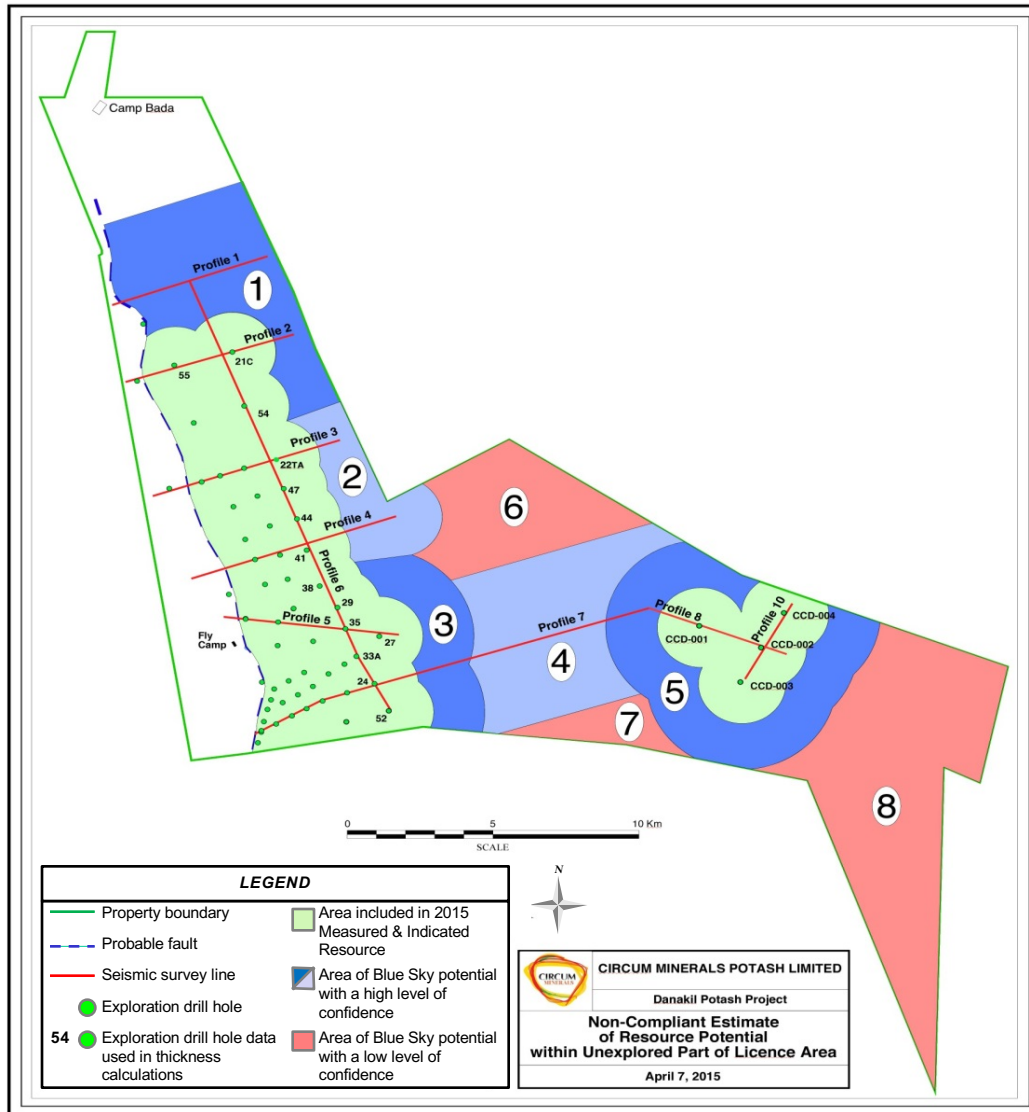 Camp Bada
Profile 1
1
Profile 2
21C
55
54
Profile 3
22TA
2
47
44
Profile 4
6
41
Profile 6
38
29
3
Profile 5
35
27
Fly
Camp
33A
24
52
Profile 7
4
Profile 8
Profile 10
CCD-004
CCD-001
CCD-002
CCD-003
5
7
8
0
5
10 Km
SCALE
N
LEGEND
Property boundary
Probable fault
Seismic survey line
Exploration drill hole
54 Exploration drill hole data
used in thickness
calculations
Area included in 2015
Measured & Indicated
Resource
Area of Blue Sky potential
with a high level of
confidence
Area of Blue Sky potential
with a low level of
confidence
CIRCUM
MINERALS
CIRCUM MINERALS POTASH LIMITED
Danakil Potash Project
Non-Compliant Estimate
of Resource Potential
within Unexplored Part of Licence Area
April 7, 2015